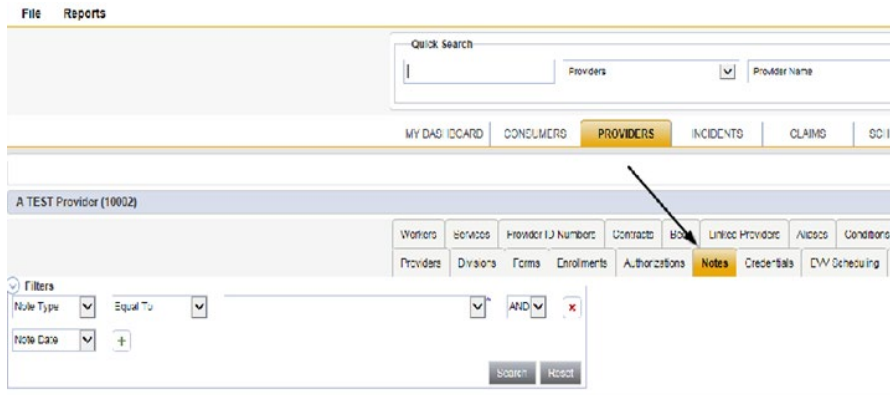 File Reports
Quick Search
Providers Provider Name
MY DASHBOARD CONSUMERS PROVIDERS INCIDENTS CLAIMS
A TEST Provider (10002)
Workers Services Provider ID Numbers Contracts Linked Providers Aliases Conditions
Providers Divisions Forms Enrollments Authorizations Notes Credentials EVV Scheduling
Filters
Note Type Equal To AND
Note Date
Search Reset